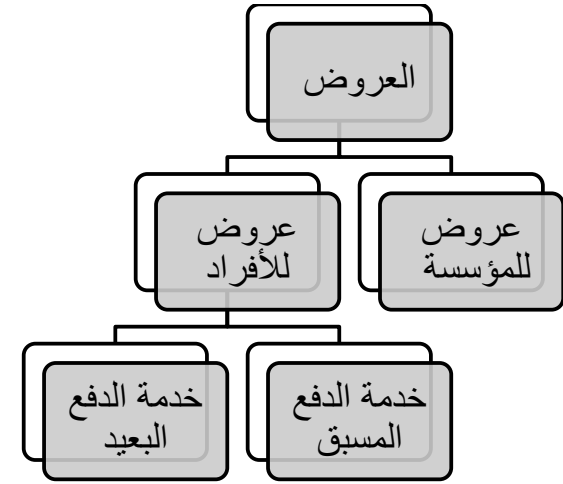 العروض
عروض
للمؤسسة
عروض
للأفراد
خدمة الدفع
المسبق
خدمة الدفع
البعيد